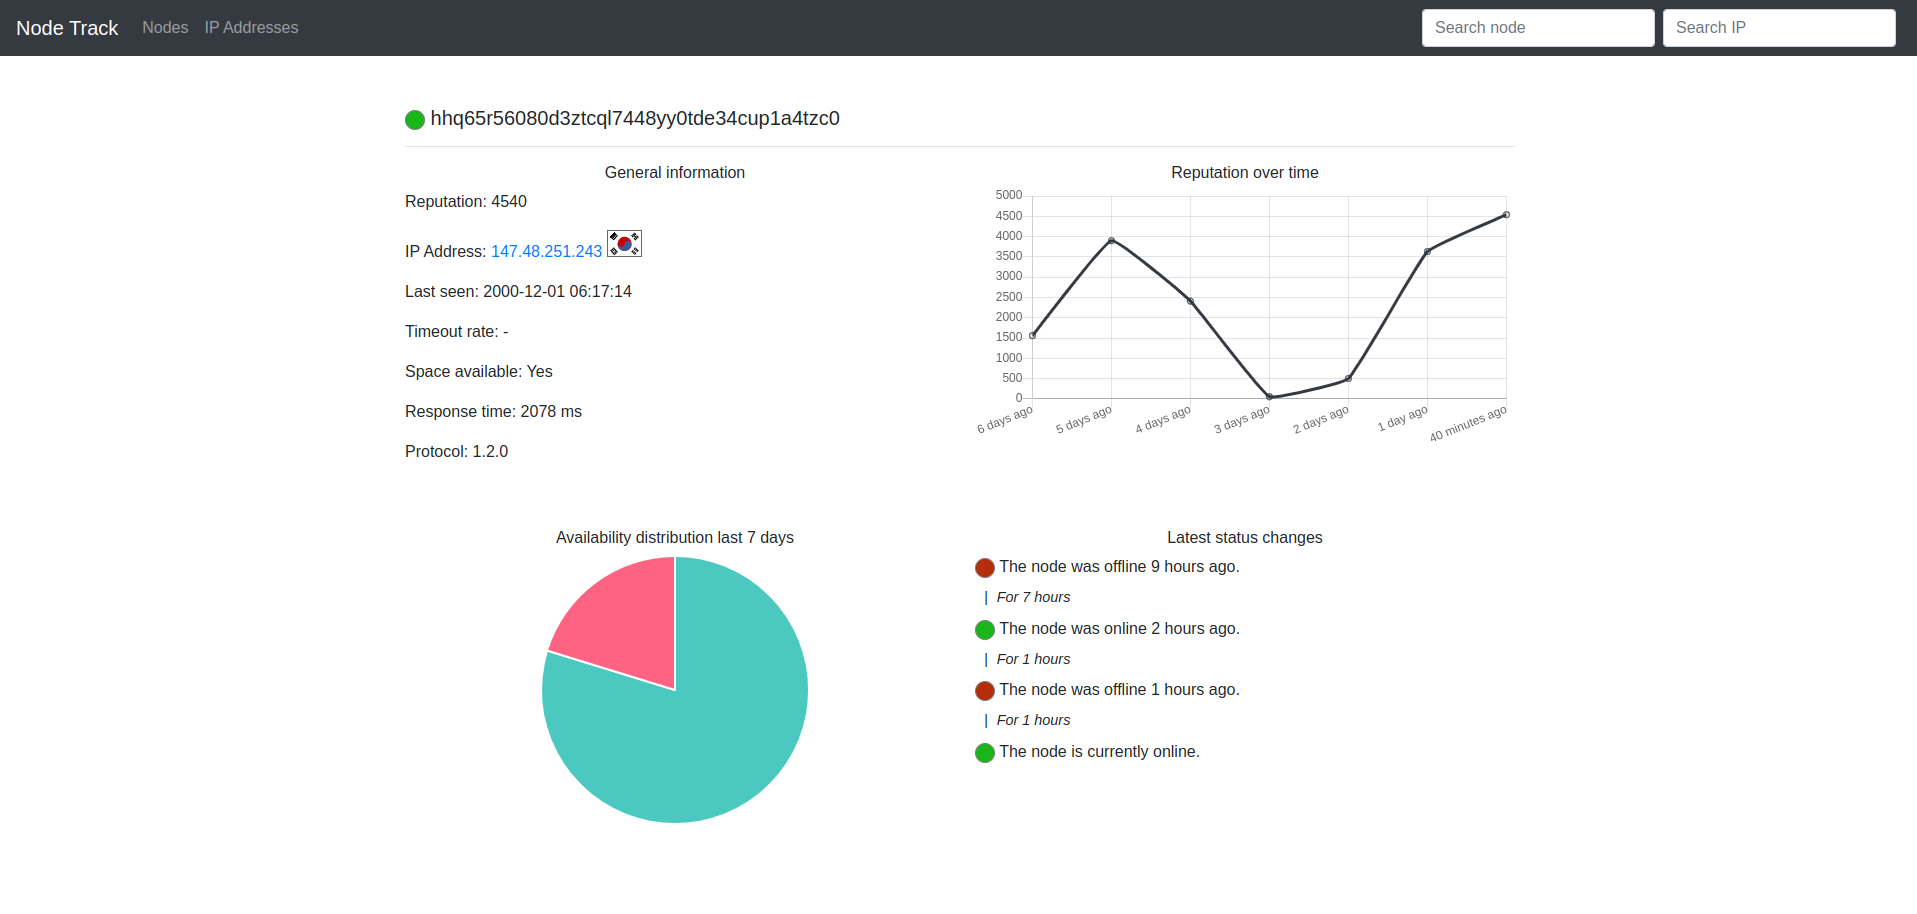 Node Track Nodes IP Addresses Search node Search IP
hhq65r56080d3ztcql7448yy0tde34cup1a4tzc0
General information
Reputation: 4540
IP Address: 147.48.251.243
Last seen: 2000-12-01 06:17:14
Timeout rate: -
Space available: Yes
Response time: 2078 ms
Protocol: 1.2.0
Reputation over time
5000
4500
4000
3500
3000
2500
2000
1500
1000
500
0
6 days ago 5 days ago 4 days ago 3 days ago 2 days ago 1 day ago 40 minutes ago
Availability distribution last 7 days
Latest status changes
The node was offline 9 hours ago.
| For 7 hours
The node was online 2 hours ago.
| For 1 hours
The node was offline 1 hours ago.
| For 1 hours
The node is currently online.